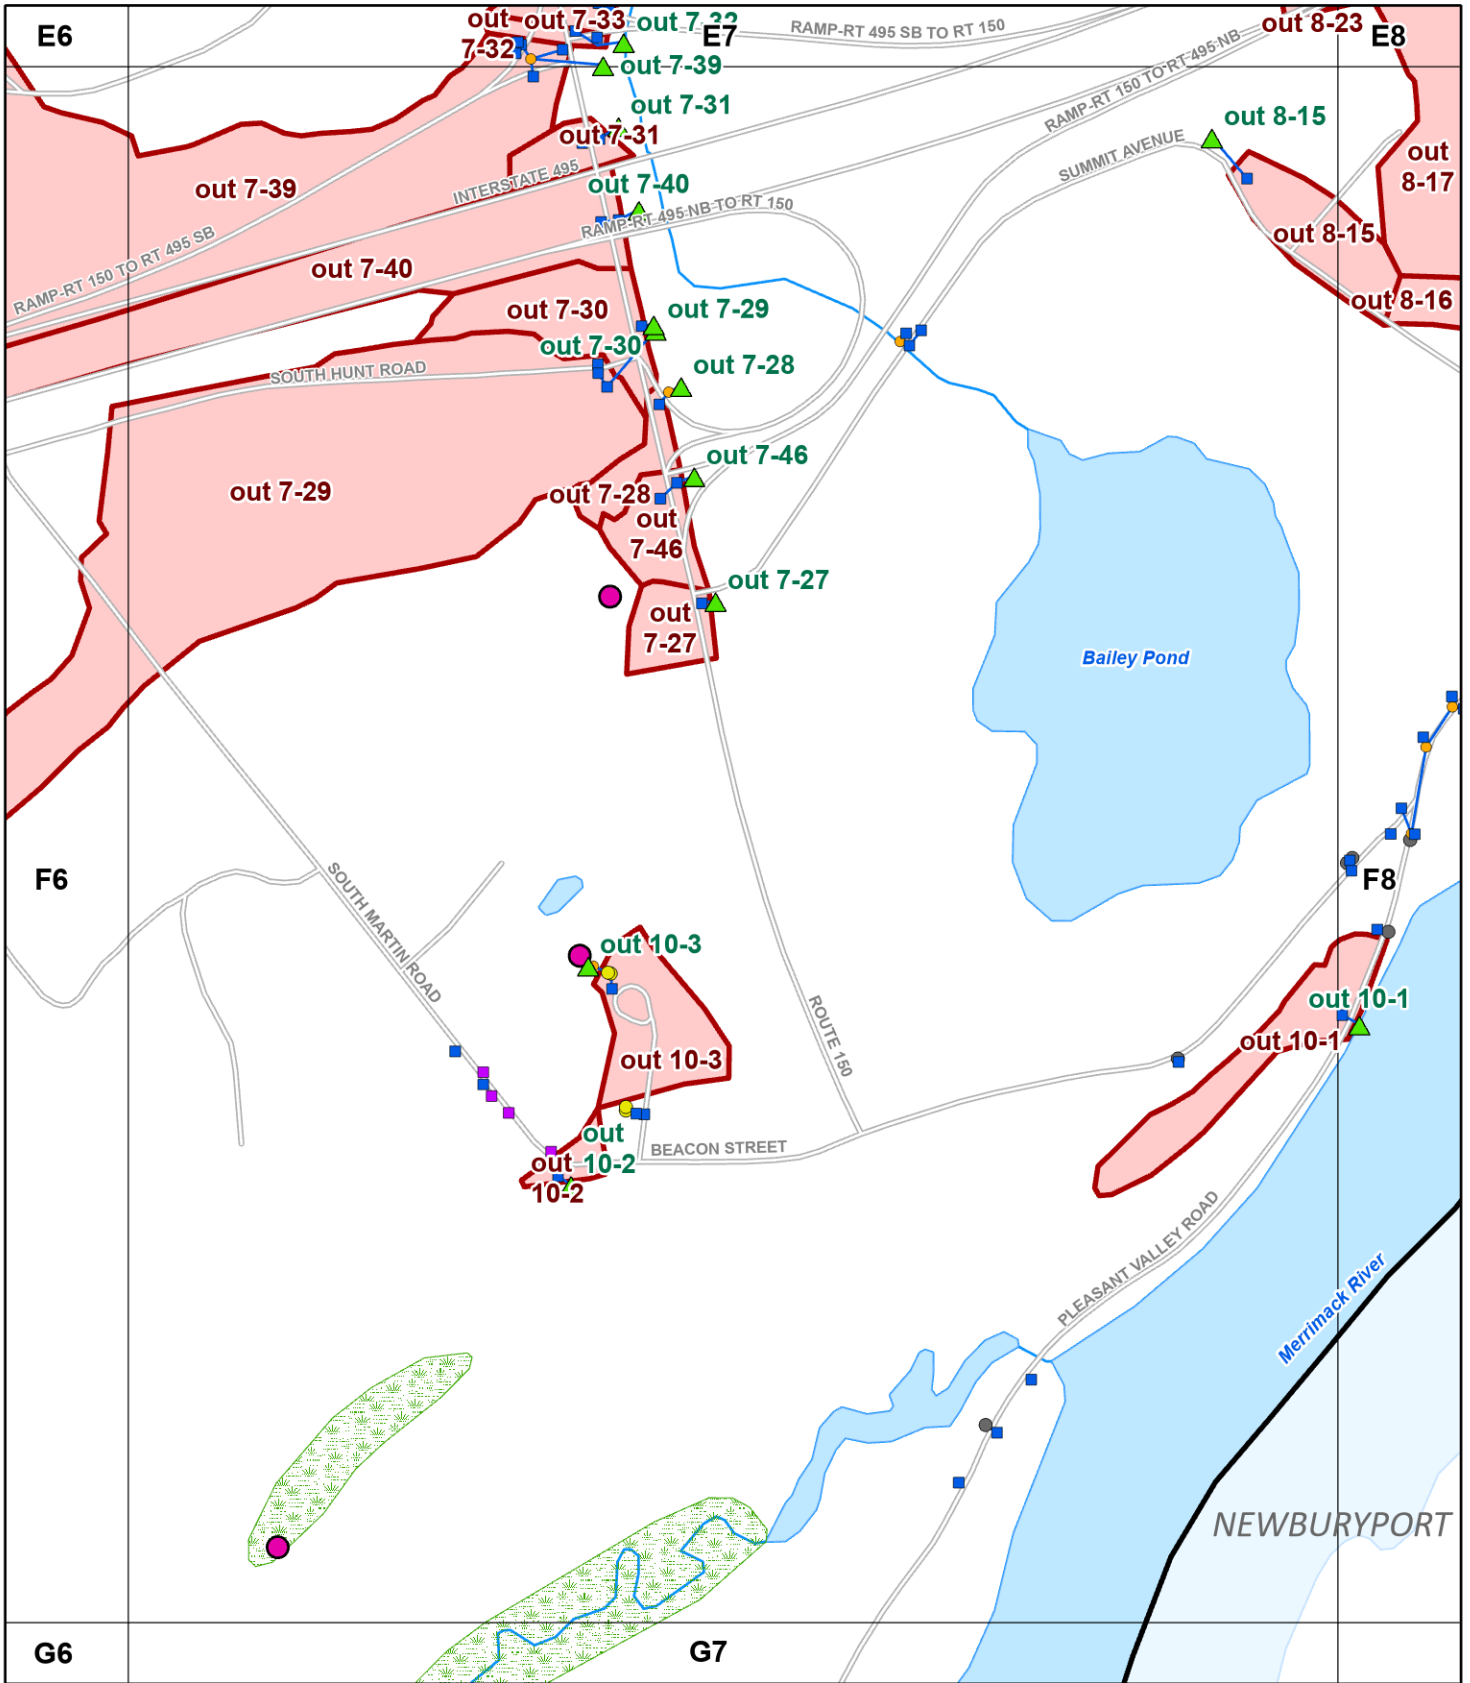 E6
out 7-33
out 7-32
out
7-32
E7
RAMP-RT 495 SB TO RT 150
out 8-23
E8
out 7-39
out 7-31
out 7-31
RAMP-RT 150 TO RT 495 NB
SUMMIT AVENUE
out 8-15
out
8-17
out 7-39
INTERSTATE 495
out 7-40
RAMP-RT 495 NB TO RT 150
out 8-15
RAMP-RT 150 TO RT 495 SB
out 7-40
out 8-16
out 7-30
out 7-29
out 7-30
SOUTH HUNT ROAD
out 7-28
out 7-46
out 7-29
out 7-28
out
7-46
out 7-27
out
7-27
Bailey Pond
F6
SOUTH MARTIN ROAD
F8
out 10-3
ROUTE 150
out 10-1
out 10-1
out 10-3
out
10-2
BEACON STREET
out
10-2
PLEASANT VALLEY ROAD
Merrimack River
NEWBURYPORT
G6
G7